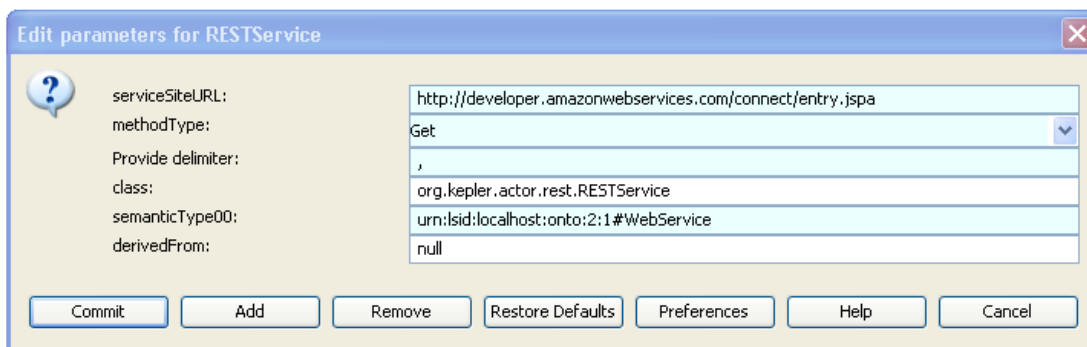 Edit parameters for RESTService
serviceSiteURL: http://developer.amazonwebservices.com/connect/entry.jspa
methodType: Get
Provide delimiter: ,
class: org.kepler.actor.rest.RESTService
semanticType00: urn:lsid:localhost:onto:2:1#WebService
derivedFrom: null
Commit Add Remove Restore Defaults Preferences Help Cancel